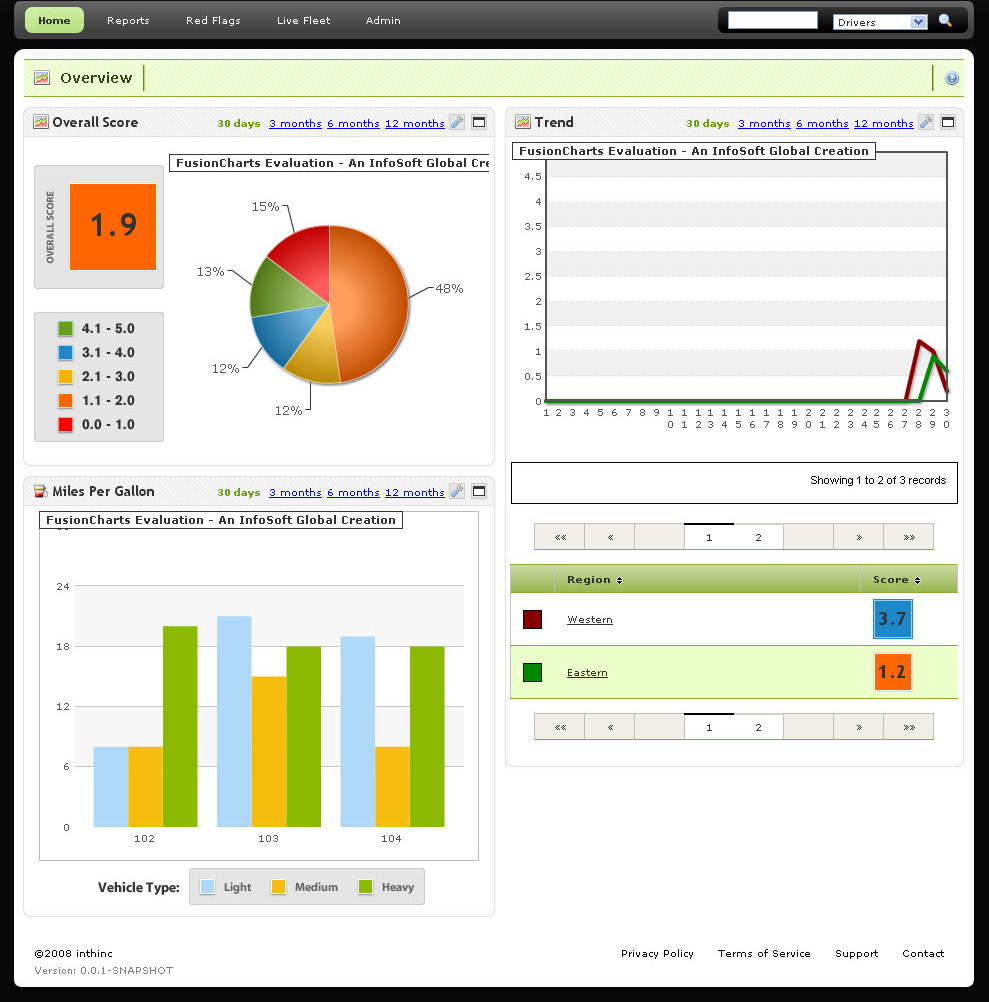 Home Reports Red Flags Live Fleet Admin Drivers
Overview
Overall Score 30 days 3 months 6 months 12 months
FusionCharts Evaluation - An InfoSoft Global Cre
OVERALL SCORE
1.9
15%
13%
48%
12%
12%
4.1 - 5.0
3.1 - 4.0
2.1 - 3.0
1.1 - 2.0
0.0 - 1.0
Miles Per Gallon 30 days 3 months 6 months 12 months
FusionCharts Evaluation - An InfoSoft Global Creation
24
18
12
6
0
102 103 104
Vehicle Type: Light Medium Heavy
Trend 30 days 3 months 6 months 12 months
FusionCharts Evaluation - An InfoSoft Global Creation
4.5
4
3.5
3
2.5
2
1.5
1
0.5
0
1 2 3 4 5 6 7 8 9 10 11 12 13 14 15 16 17 18 19 20 21 22 23 24 25 26 27 28 29 30
Showing 1 to 2 of 3 records
«« « 1 2 » »»
Region Score
Western 3.7
Eastern 1.2
«« « 1 2 » »»
©2008 inthinc Privacy Policy Terms of Service Support Contact
Version: 0.0.1-SNAPSHOT